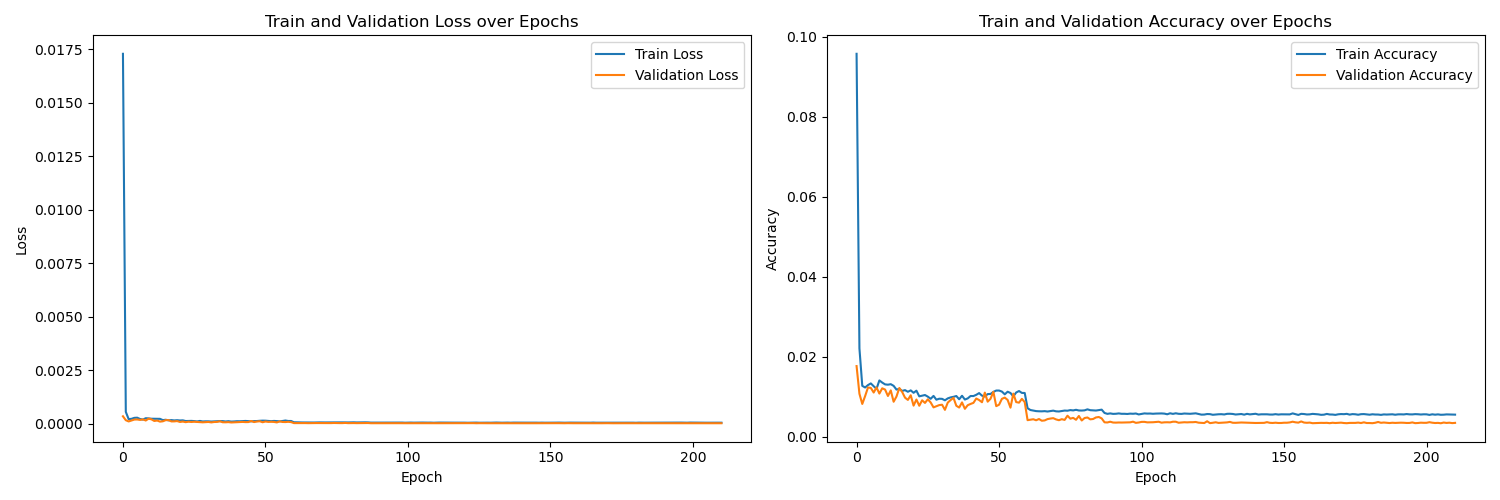 Train and Validation Loss over Epochs
0.0175
0.0150
0.0125
0.0100
0.0075
0.0050
0.0025
0.0000
Loss
Train Loss
Validation Loss
0 50 100 150 200
Epoch
Train and Validation Accuracy over Epochs
0.10
0.08
0.06
0.04
0.02
0.00
Accuracy
Train Accuracy
Validation Accuracy
0 50 100 150 200
Epoch